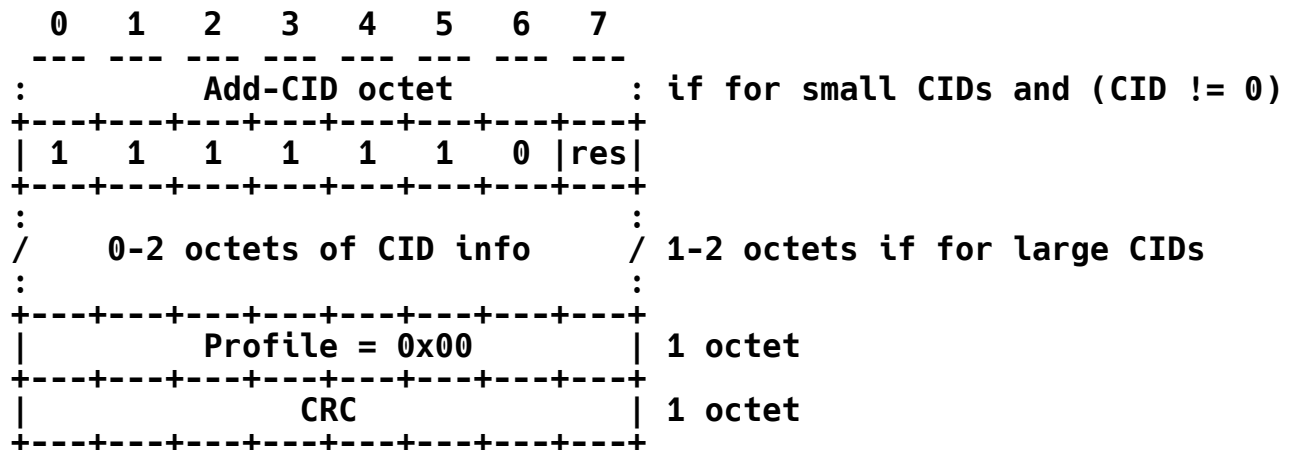 0   1   2   3   4   5   6   7
 --- --- --- --- --- --- --- ---
:         Add-CID octet         : if for small CIDs and (CID != 0)
+---+---+---+---+---+---+---+---+
| 1   1   1   1   1   1   0 |res|
+---+---+---+---+---+---+---+---+
:                               :
/    0-2 octets of CID info     / 1-2 octets if for large CIDs
:                               :
+---+---+---+---+---+---+---+---+
|         Profile = 0x00        | 1 octet
+---+---+---+---+---+---+---+---+
|              CRC              | 1 octet
+---+---+---+---+---+---+---+---+